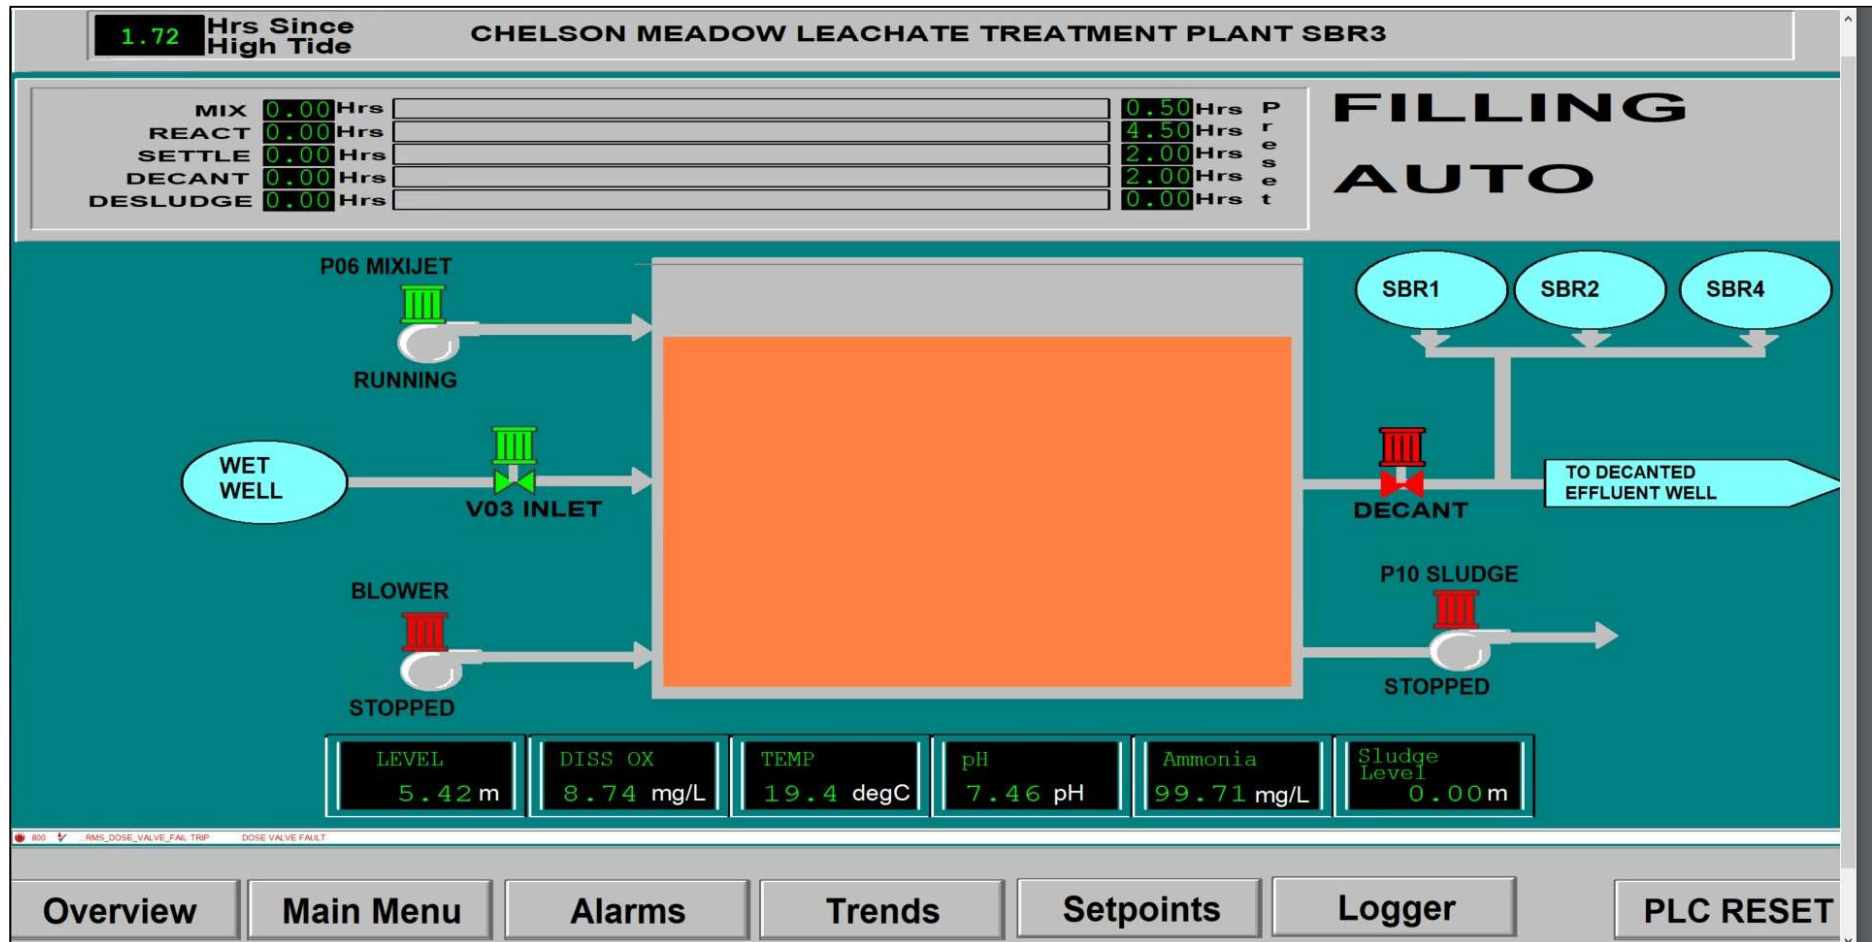 1.72 Hrs Since
High Tide
CHELSON MEADOW LEACHATE TREATMENT PLANT SBR3
MIX 0.00 Hrs 0.50 Hrs
REACT 0.00 Hrs 4.50 Hrs
SETTLE 0.00 Hrs 2.00 Hrs
DECANT 0.00 Hrs 2.00 Hrs
DESLUDGE 0.00 Hrs 0.00 Hrs
Preset
FILLING
AUTO
P06 MIXIJET
RUNNING
SBR1 SBR2 SBR4
WET
WELL
V03 INLET
DECANT
TO DECANTED
EFFLUENT WELL
BLOWER
STOPPED
P10 SLUDGE
STOPPED
LEVEL
5.42 m
DISS OX
8.74 mg/L
TEMP
19.4 degC
pH
7.46 pH
Ammonia
99.71 mg/L
Sludge
Level
0.00 m
800 RMS_DOSE_VALVE_FAIL TRIP DOSE VALVE FAULT
Overview Main Menu Alarms Trends Setpoints Logger PLC RESET